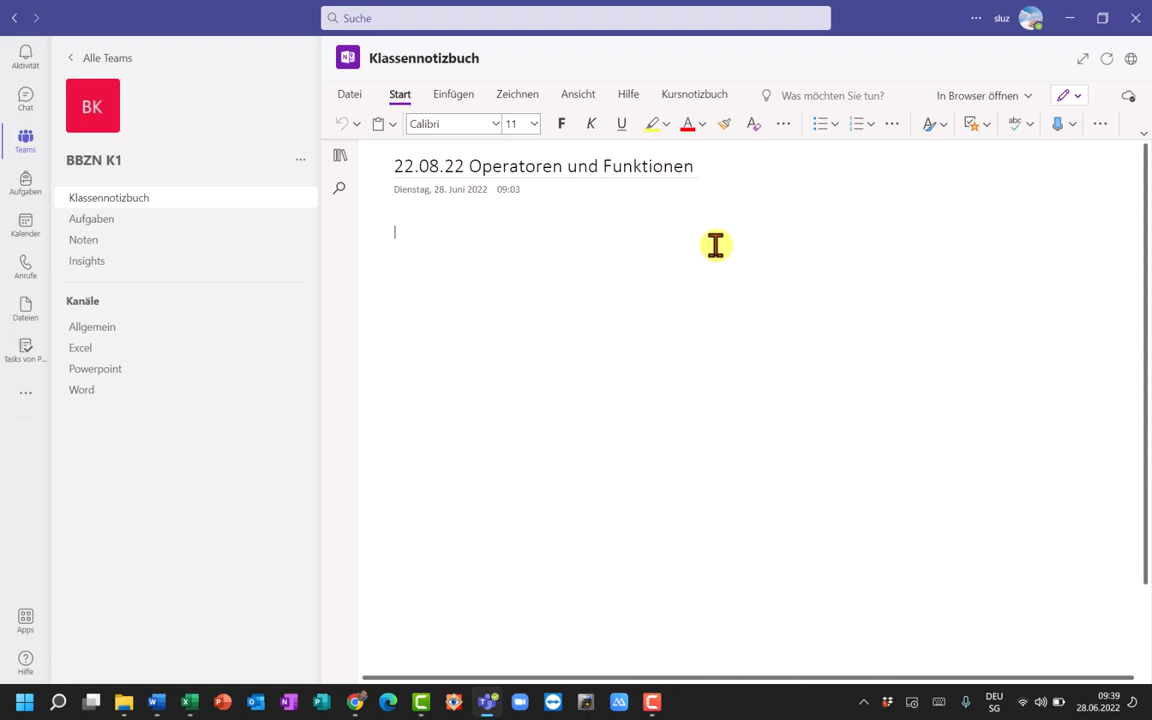 Suche
sluz
Aktivität
Chat
Teams
Aufgaben
Kalender
Anrufe
Dateien
Tasks von P...
Apps
Hilfe
Alle Teams
BK
BBZN K1
Klassennotizbuch
Aufgaben
Noten
Insights
Kanäle
Allgemein
Excel
Powerpoint
Word
Klassennotizbuch
Datei Start Einfügen Zeichnen Ansicht Hilfe Kursnotizbuch Was möchten Sie tun? In Browser öffnen
Calibri 11 F K U A abc
22.08.22 Operatoren und Funktionen
Dienstag, 28. Juni 2022 09:03
DEU
SG
09:39
28.06.2022